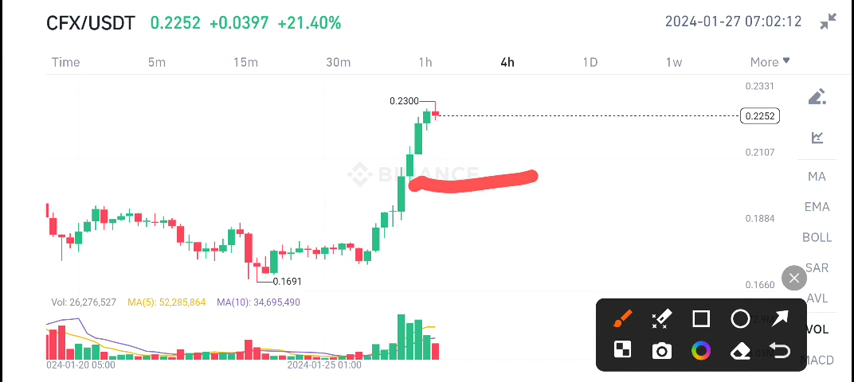 CFX/USDT 0.2252 +0.0397 +21.40% 2024-01-27 07:02:12
Time 5m 15m 30m 1h 4h 1D 1w More
0.2331
0.2300
0.2252
0.2107
BINANCE
MA
EMA
0.1884
BOLL
SAR
0.1691
0.1660
AVL
Vol: 26,276,527 MA(5): 52,285,864 MA(10): 34,695,490
VOL
MACD
024-01-20 05:00 2024-01-25 01:00